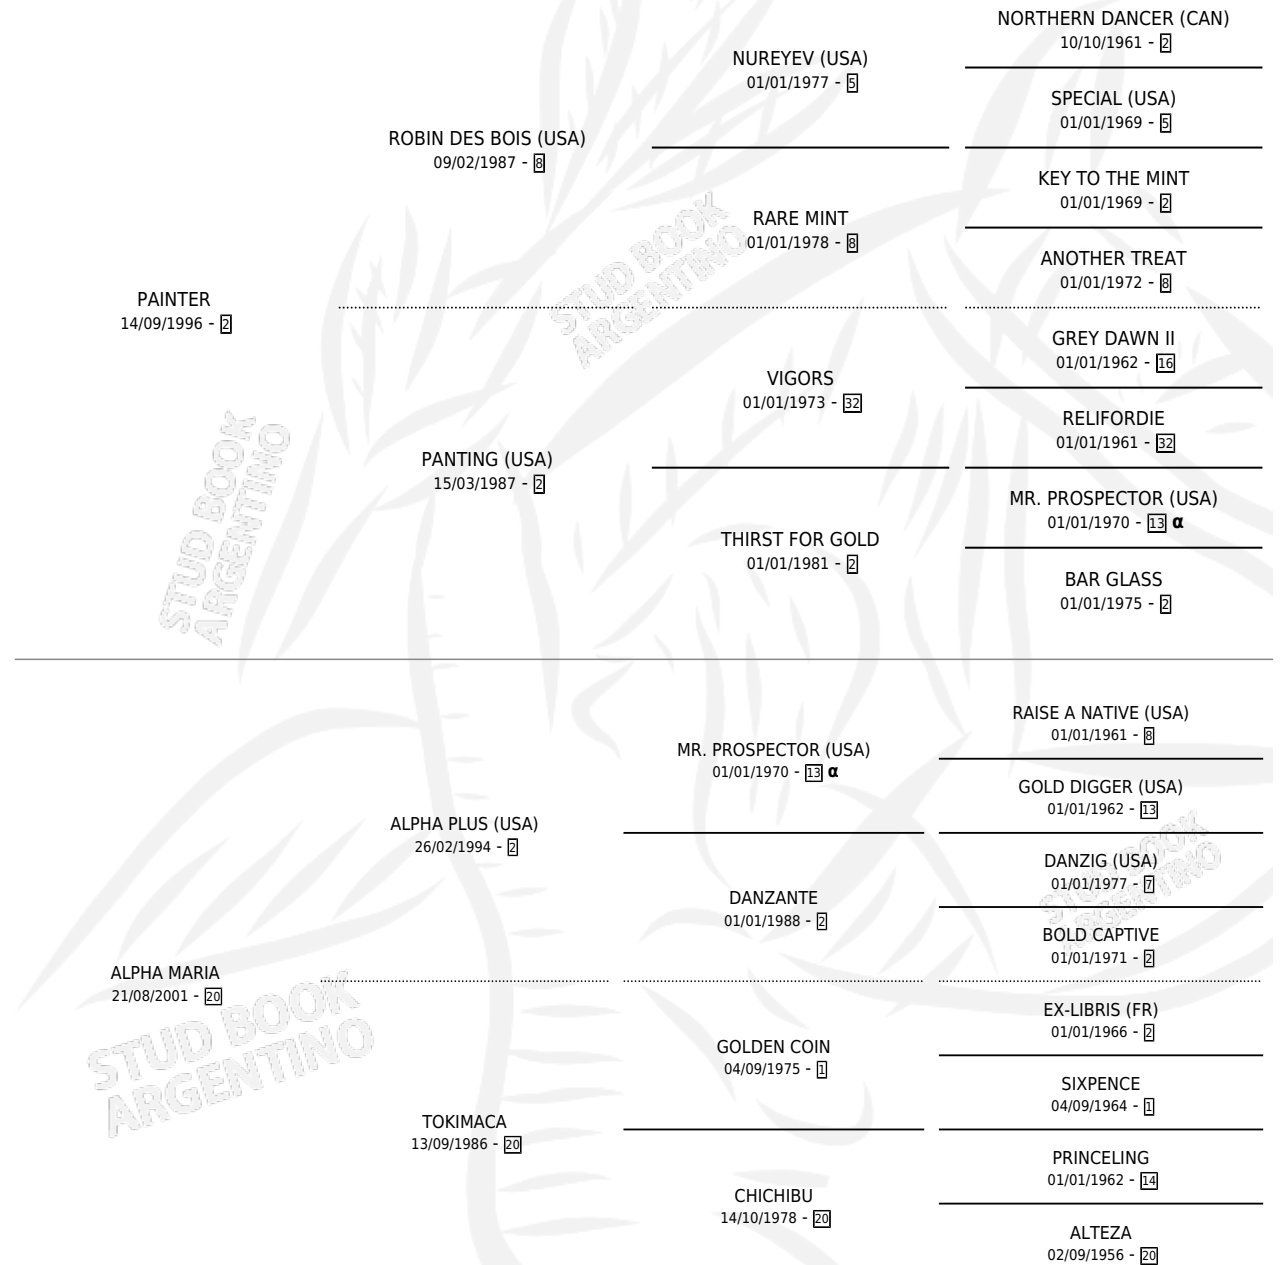 NORTHERN DANCER (CAN)
10/10/1961 - 2
NUREYEV (USA)
01/01/1977 - 5
SPECIAL (USA)
01/01/1969 - 5
ROBIN DES BOIS (USA)
09/02/1987 - 8
KEY TO THE MINT
01/01/1969 - 2
RARE MINT
01/01/1978 - 8
ANOTHER TREAT
01/01/1972 - 8
PAINTER
14/09/1996 - 2
GREY DAWN II
01/01/1962 - 16
VIGORS
01/01/1973 - 32
RELIFORDIE
01/01/1961 - 32
PANTING (USA)
15/03/1987 - 2
MR. PROSPECTOR (USA)
01/01/1970 - 13 α
THIRST FOR GOLD
01/01/1981 - 2
BAR GLASS
01/01/1975 - 2
STUD BOOK
ARGENTINO
STUD BOOK
ARGENTINO
RAISE A NATIVE (USA)
01/01/1961 - 8
MR. PROSPECTOR (USA)
01/01/1970 - 13 α
GOLD DIGGER (USA)
01/01/1962 - 13
ALPHA PLUS (USA)
26/02/1994 - 2
DANZIG (USA)
01/01/1977 - 7
DANZANTE
01/01/1988 - 2
BOLD CAPTIVE
01/01/1971 - 2
ALPHA MARIA
21/08/2001 - 20
EX-LIBRIS (FR)
01/01/1966 - 2
GOLDEN COIN
04/09/1975 - 1
SIXPENCE
04/09/1964 - 1
TOKIMACA
13/09/1986 - 20
PRINCELING
01/01/1962 - 14
CHICHIBU
14/10/1978 - 20
ALTEZA
02/09/1956 - 20
STUD BOOK
ARGENTINO
STUD BOOK
ARGENTINO